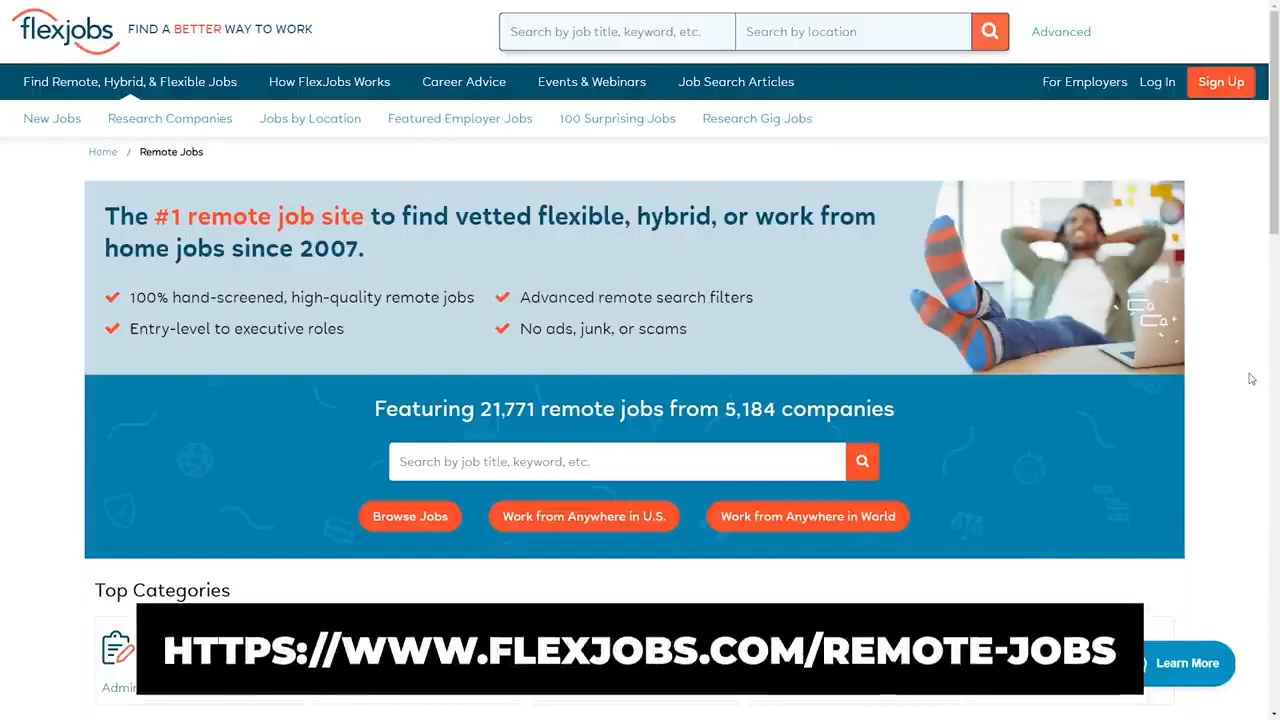 flexjobs
FIND A BETTER WAY TO WORK
Search by job title, keyword, etc.
Search by location
Advanced
Find Remote, Hybrid, & Flexible Jobs
How FlexJobs Works
Career Advice
Events & Webinars
Job Search Articles
For Employers
Log In
Sign Up
New Jobs
Research Companies
Jobs by Location
Featured Employer Jobs
100 Surprising Jobs
Research Gig Jobs
Home / Remote Jobs
The #1 remote job site to find vetted flexible, hybrid, or work from
home jobs since 2007.
100% hand-screened, high-quality remote jobs
Advanced remote search filters
Entry-level to executive roles
No ads, junk, or scams
Featuring 21,771 remote jobs from 5,184 companies
Search by job title, keyword, etc.
Browse Jobs
Work from Anywhere in U.S.
Work from Anywhere in World
Top Categories
HTTPS://WWW.FLEXJOBS.COM/REMOTE-JOBS
Learn More